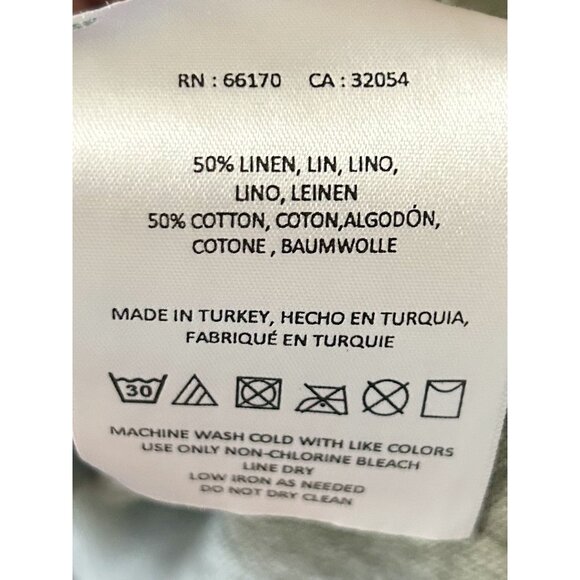 RN : 66170 CA : 32054
50% LINEN, LIN, LINO,
LINO, LEINEN
50% COTTON, COTON,ALGODÓN,
COTONE , BAUMWOLLE
MADE IN TURKEY, HECHO EN TURQUIA,
FABRIQUÉ EN TURQUIE
30
MACHINE WASH COLD WITH LIKE COLORS
USE ONLY NON-CHLORINE BLEACH
LINE DRY
LOW IRON AS NEEDED
DO NOT DRY CLEAN